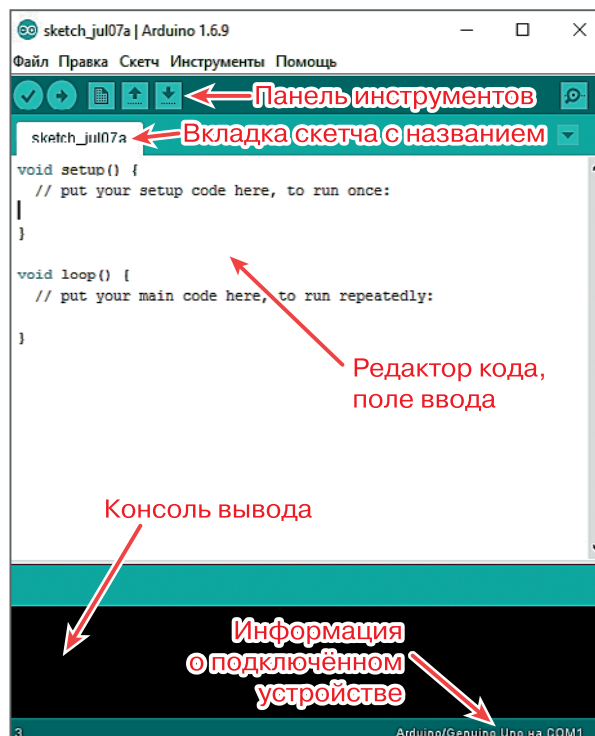 sketch_jul07a | Arduino 1.6.9
Файл Правка Скетч Инструменты Помощь
Панель инструментов
sketch_jul07a
Вкладка скетча с названием
void setup() {
// put your setup code here, to run once:
}
void loop() {
// put your main code here, to run repeatedly:
}
Редактор кода,
поле ввода
Консоль вывода
Информация
о подключённом
устройстве
3
Arduino/Genuino Uno на COM1